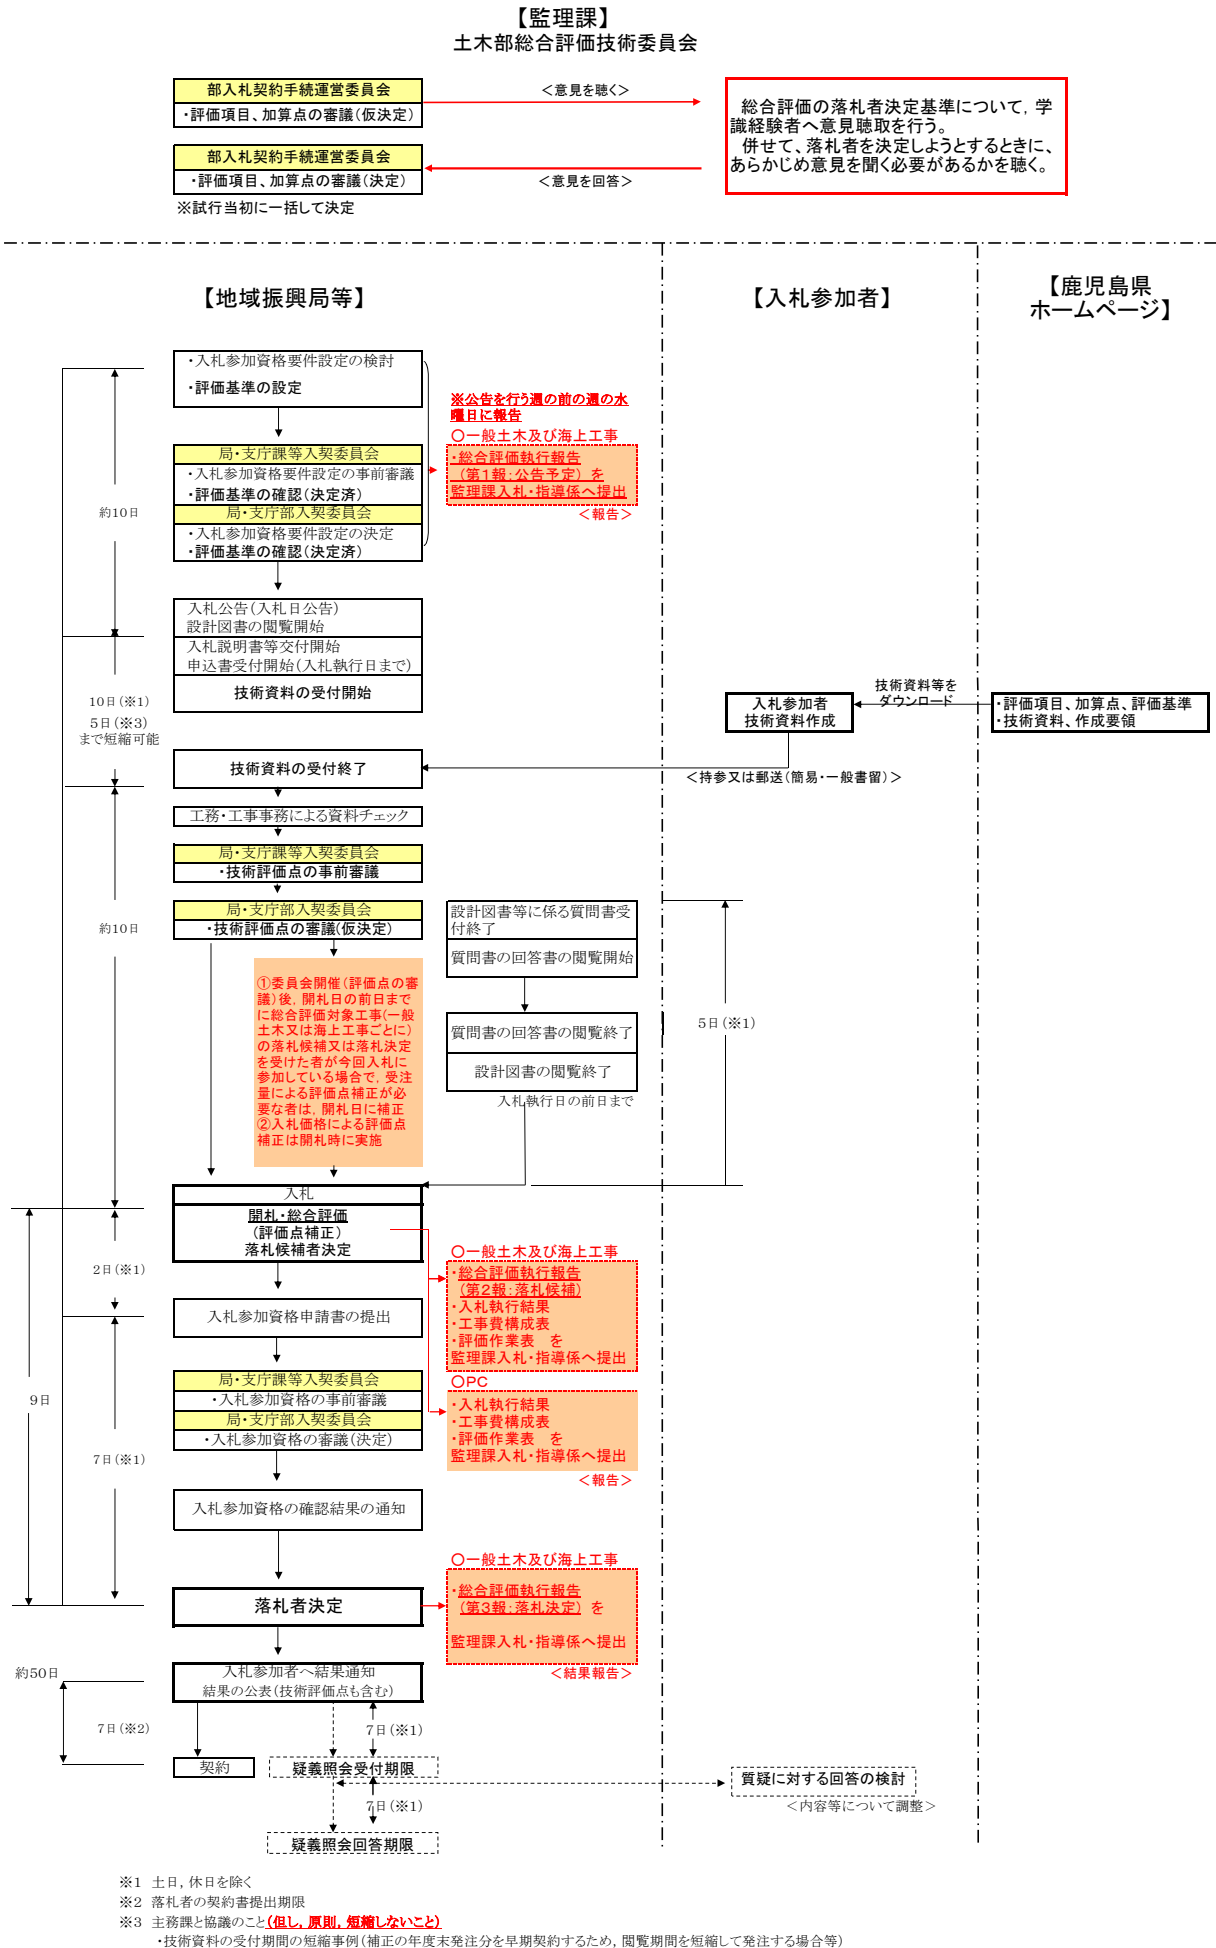 【監理課】
土木部総合評価技術委員会
部入札契約手続運営委員会
・評価項目、加算点の審議(仮決定)
＜意見を聴く＞
部入札契約手続運営委員会
・評価項目、加算点の審議(決定)
＜意見を回答＞
※試行当初に一括して決定
総合評価の落札者決定基準について，学
識経験者へ意見聴取を行う。
併せて、落札者を決定しようとするときに、
あらかじめ意見を聞く必要があるかを聴く。
【地域振興局等】
【入札参加者】
【鹿児島県
ホームページ】
・入札参加資格要件設定の検討
・評価基準の設定
局・支庁課等入契委員会
・入札参加資格要件設定の事前審議
・評価基準の確認(決定済)
局・支庁部入契委員会
・入札参加資格要件設定の決定
・評価基準の確認(決定済)
※公告を行う週の前の週の水
曜日に報告
〇一般土木及び海上工事
・総合評価執行報告
(第１報：公告予定) を
監理課入札・指導係へ提出
＜報告＞
約10日
入札公告(入札日公告)
設計図書の閲覧開始
入札説明書等交付開始
申込書受付開始(入札執行日まで)
技術資料の受付開始
10日(※1)
5日(※3)
まで短縮可能
入札参加者
技術資料作成
技術資料等を
ダウンロード
・評価項目、加算点、評価基準
・技術資料、作成要領
技術資料の受付終了
＜持参又は郵送(簡易・一般書留)＞
工務・工事事務による資料チェック
局・支庁課等入契委員会
・技術評価点の事前審議
局・支庁部入契委員会
・技術評価点の審議(仮決定)
約10日
設計図書等に係る質問書受
付終了
質問書の回答書の閲覧開始
質問書の回答書の閲覧終了
設計図書の閲覧終了
入札執行日の前日まで
5日(※1)
①委員会開催(評価点の審
議)後，開札日の前日まで
に総合評価対象工事(一般
土木又は海上工事ごとに)
の落札候補又は落札決定
を受けた者が今回入札に
参加している場合で，受注
量による評価点補正が必
要な者は，開札日に補正
②入札価格による評価点
補正は開札時に実施
入札
開札・総合評価
(評価点補正)
落札候補者決定
2日(※1)
〇一般土木及び海上工事
・総合評価執行報告
(第２報：落札候補)
・入札執行結果
・工事費構成表
・評価作業表　を
監理課入札・指導係へ提出
入札参加資格申請書の提出
局・支庁課等入契委員会
・入札参加資格の事前審議
局・支庁部入契委員会
・入札参加資格の審議(決定)
〇PC
・入札執行結果
・工事費構成表
・評価作業表　を
監理課入札・指導係へ提出
＜報告＞
9日
7日(※1)
入札参加資格の確認結果の通知
落札者決定
〇一般土木及び海上工事
・総合評価執行報告
(第３報：落札決定) を
監理課入札・指導係へ提出
＜結果報告＞
約50日
入札参加者へ結果通知
結果の公表(技術評価点も含む)
7日(※2)
7日(※1)
契約
疑義照会受付期限
質疑に対する回答の検討
＜内容等について調整＞
7日(※1)
疑義照会回答期限
※1 土日，休日を除く
※2 落札者の契約書提出期限
※3 主務課と協議のこと(但し，原則，短縮しないこと)
・技術資料の受付期間の短縮事例(補正の年度末発注分を早期契約するため，閲覧期間を短縮して発注する場合等)